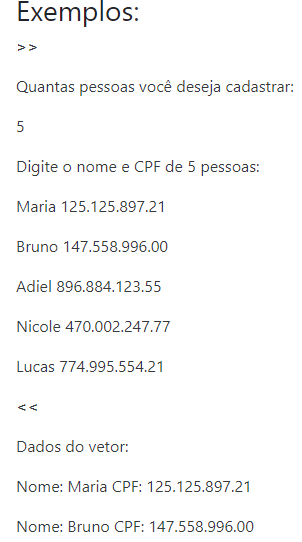 Exemplos:
>>
Quantas pessoas você deseja cadastrar:
5
Digite o nome e CPF de 5 pessoas:
Maria 125.125.897.21
Bruno 147.558.996.00
Adiel 896.884.123.55
Nicole 470.002.247.77
Lucas 774.995.554.21
<<
Dados do vetor:
Nome: Maria CPF: 125.125.897.21
Nome: Bruno CPF: 147.558.996.00